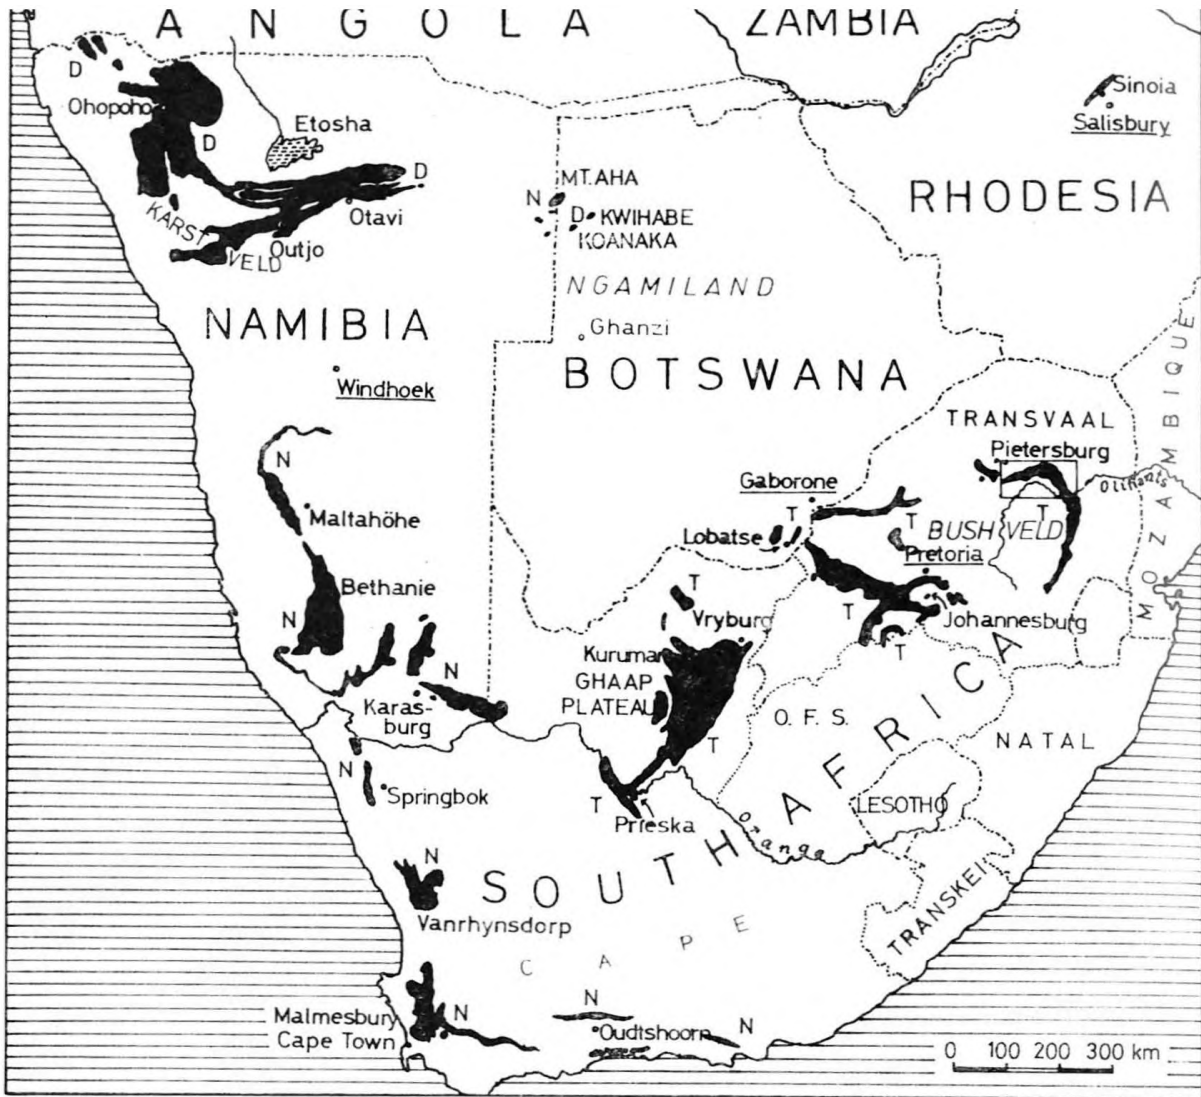 ANGOLA
ZAMBIA
D
Ohopoho
D
Etosha
D
Otavi
KARST
VELD
Outjo
Sinoia
Salisbury
RHODESIA
MT. AHA
N
D
KWIHABE
KOANAKA
NGAMILAND
Ghanzi
NAMIBIA
BOTSWANA
MOZAMBIQUE
Windhoek
N
Maltahöhe
TRANSVAAL
Pietersburg
Olifants
Gaborone
T
T
Lobatse
BUSHVELD
T
Pretoria
Bethanie
N
T
Vryburg
T
Johannesburg
T
Kuruman
GHAAP
PLATEAU
N
Karas-
burg
T
O.F.S.
NATAL
N
Springbok
T
Prieska
Orange
LESOTHO
SOUTH AFRICA
N
Vanrhynsdorp
TRANSKEI
CAPE
Malmesbury
Cape Town
N
N
Oudtshoorn
N
0 100 200 300 km